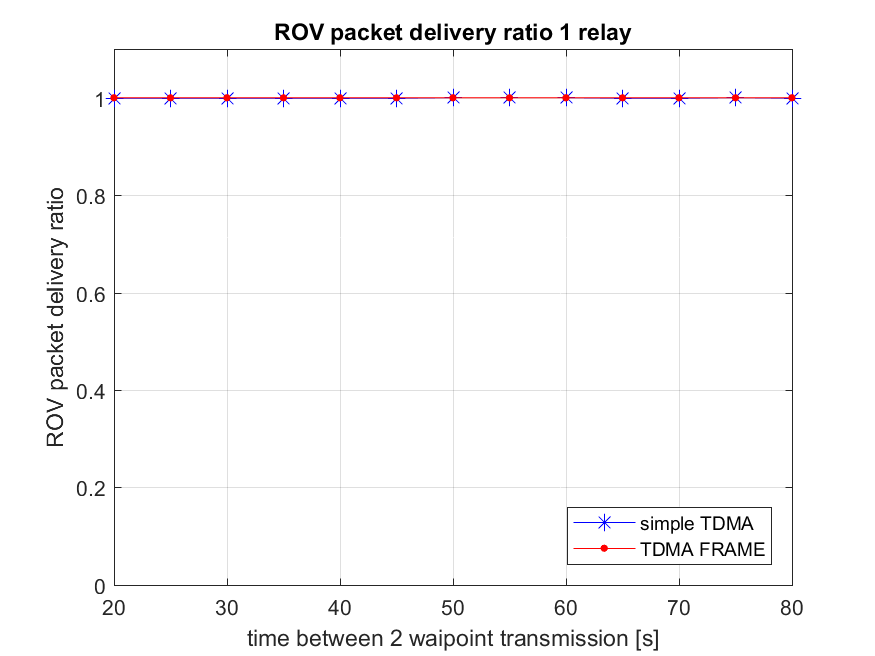 ROV packet delivery ratio 1 relay
ROV packet delivery ratio
1
0.8
0.6
0.4
0.2
0
20 30 40 50 60 70 80
time between 2 waipoint transmission [s]
simple TDMA
TDMA FRAME